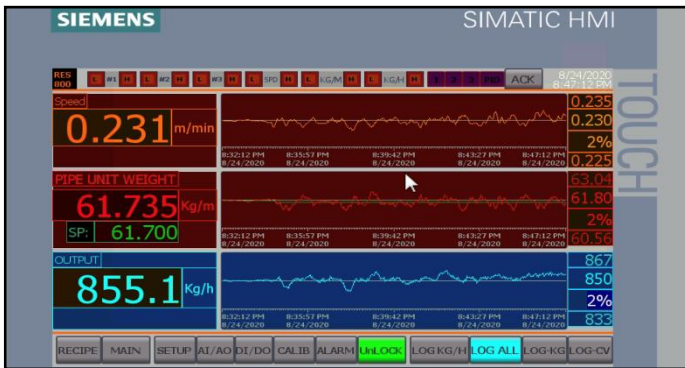 SIEMENS
SIMATIC HMI
TOUCH
RES 800
L W1 H L W2 H L W3 H L SPD H L KG/M H L KG/H H 1 2 3 PID ACK
8/24/2020
8:47:12 PM
Speed
0.231 m/min
0.235
0.230
2%
0.225
8:32:12 PM 8:35:57 PM 8:39:42 PM 8:43:27 PM 8:47:12 PM
8/24/2020 8/24/2020 8/24/2020 8/24/2020 8/24/2020
PIPE UNIT WEIGHT
61.735 Kg/m
SP: 61.700
63.04
61.80
2%
60.56
8:32:12 PM 8:35:57 PM 8:39:42 PM 8:43:27 PM 8:47:12 PM
8/24/2020 8/24/2020 8/24/2020 8/24/2020 8/24/2020
OUTPUT
855.1 Kg/h
867
850
2%
833
8:32:12 PM 8:35:57 PM 8:39:42 PM 8:43:27 PM 8:47:12 PM
8/24/2020 8/24/2020 8/24/2020 8/24/2020 8/24/2020
RECIPE MAIN SETUP AI/AO DI/DO CALIB ALARM UnLOCK LOG KG/H LOG ALL LOG-KG LOG-CV